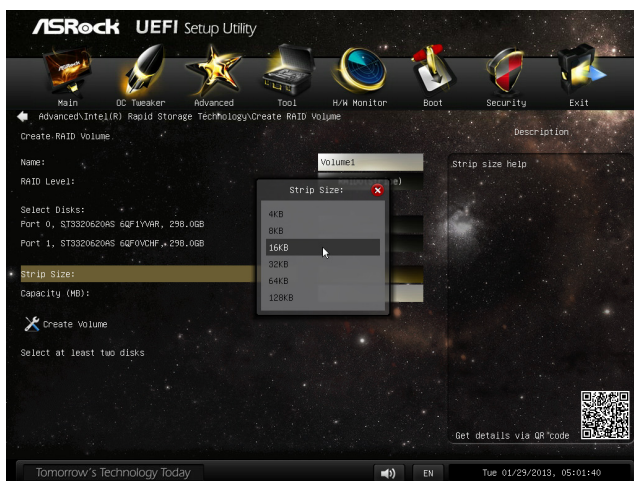 ASRock UEFI Setup Utility
Main OC Tweaker Advanced Tool H/W Monitor Boot Security Exit
Advanced\Intel(R) Rapid Storage Technology\Create RAID Volume
Description
Create RAID Volume
Name: Volume1
Strip size help
RAID Level:
Strip Size:
Select Disks:
Port 0, ST3320620AS 6QF1YVAR, 298.0GB
Port 1, ST3320620AS 6QF0VCHF, 298.0GB
4KB
8KB
16KB
32KB
64KB
128KB
Strip Size:
Capacity (MB):
Create Volume
Select at least two disks
Get details via QR code
Tomorrow's Technology Today
EN
Tue 01/29/2013, 05:01:40